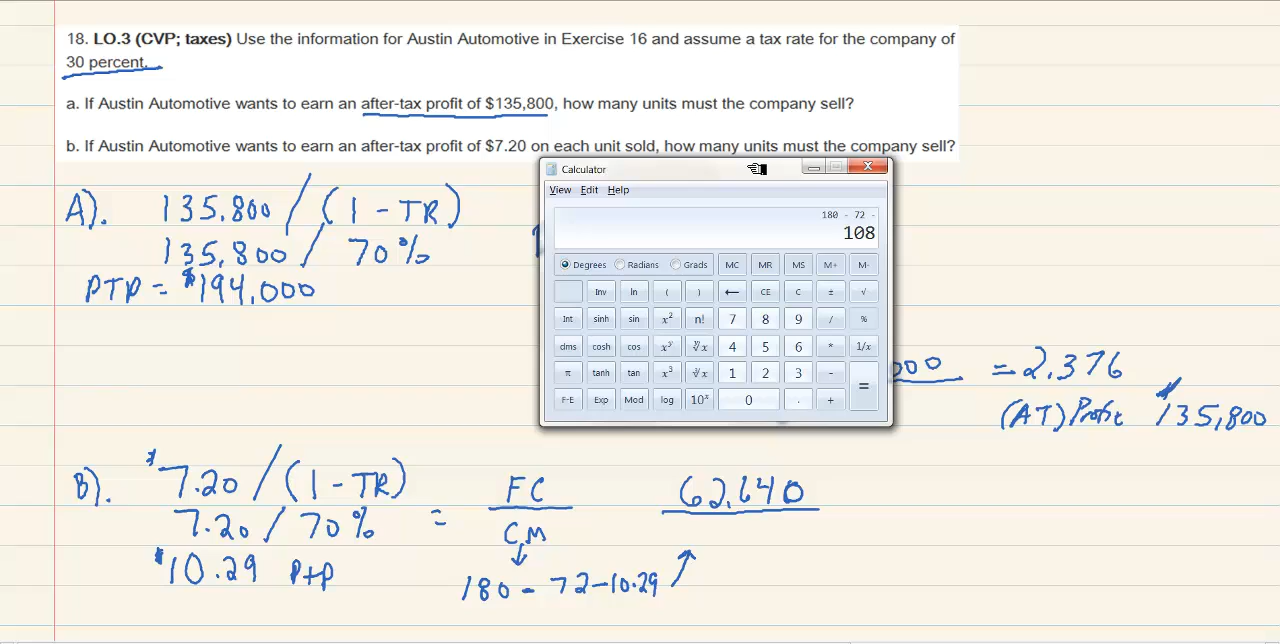 18. LO.3 (CVP; taxes) Use the information for Austin Automotive in Exercise 16 and assume a tax rate for the company of
30 percent.
a. If Austin Automotive wants to earn an after-tax profit of $135,800, how many units must the company sell?
b. If Austin Automotive wants to earn an after-tax profit of $7.20 on each unit sold, how many units must the company sell?
A). 135,800 / (1 - TR)
135,800 / 70%
PTP = $194,000
Calculator
View Edit Help
180 - 72 -
108
Degrees Radians Grads MC MR MS M+ M-
Inv ln ( ) ← CE C ± √
Int sinh sin x² n! 7 8 9 / %
dms cosh cos xʸ ʸ√x 4 5 6 * 1/x
π tanh tan x³ ³√x 1 2 3 - =
F-E Exp Mod log 10ˣ 0 . +
000 = 2,376
(AT) Profit $135,800
B). $7.20 / (1 - TR) = FC 62,640
7.20 / 70% CM
$10.29 PTP 180 - 72 - 10.29